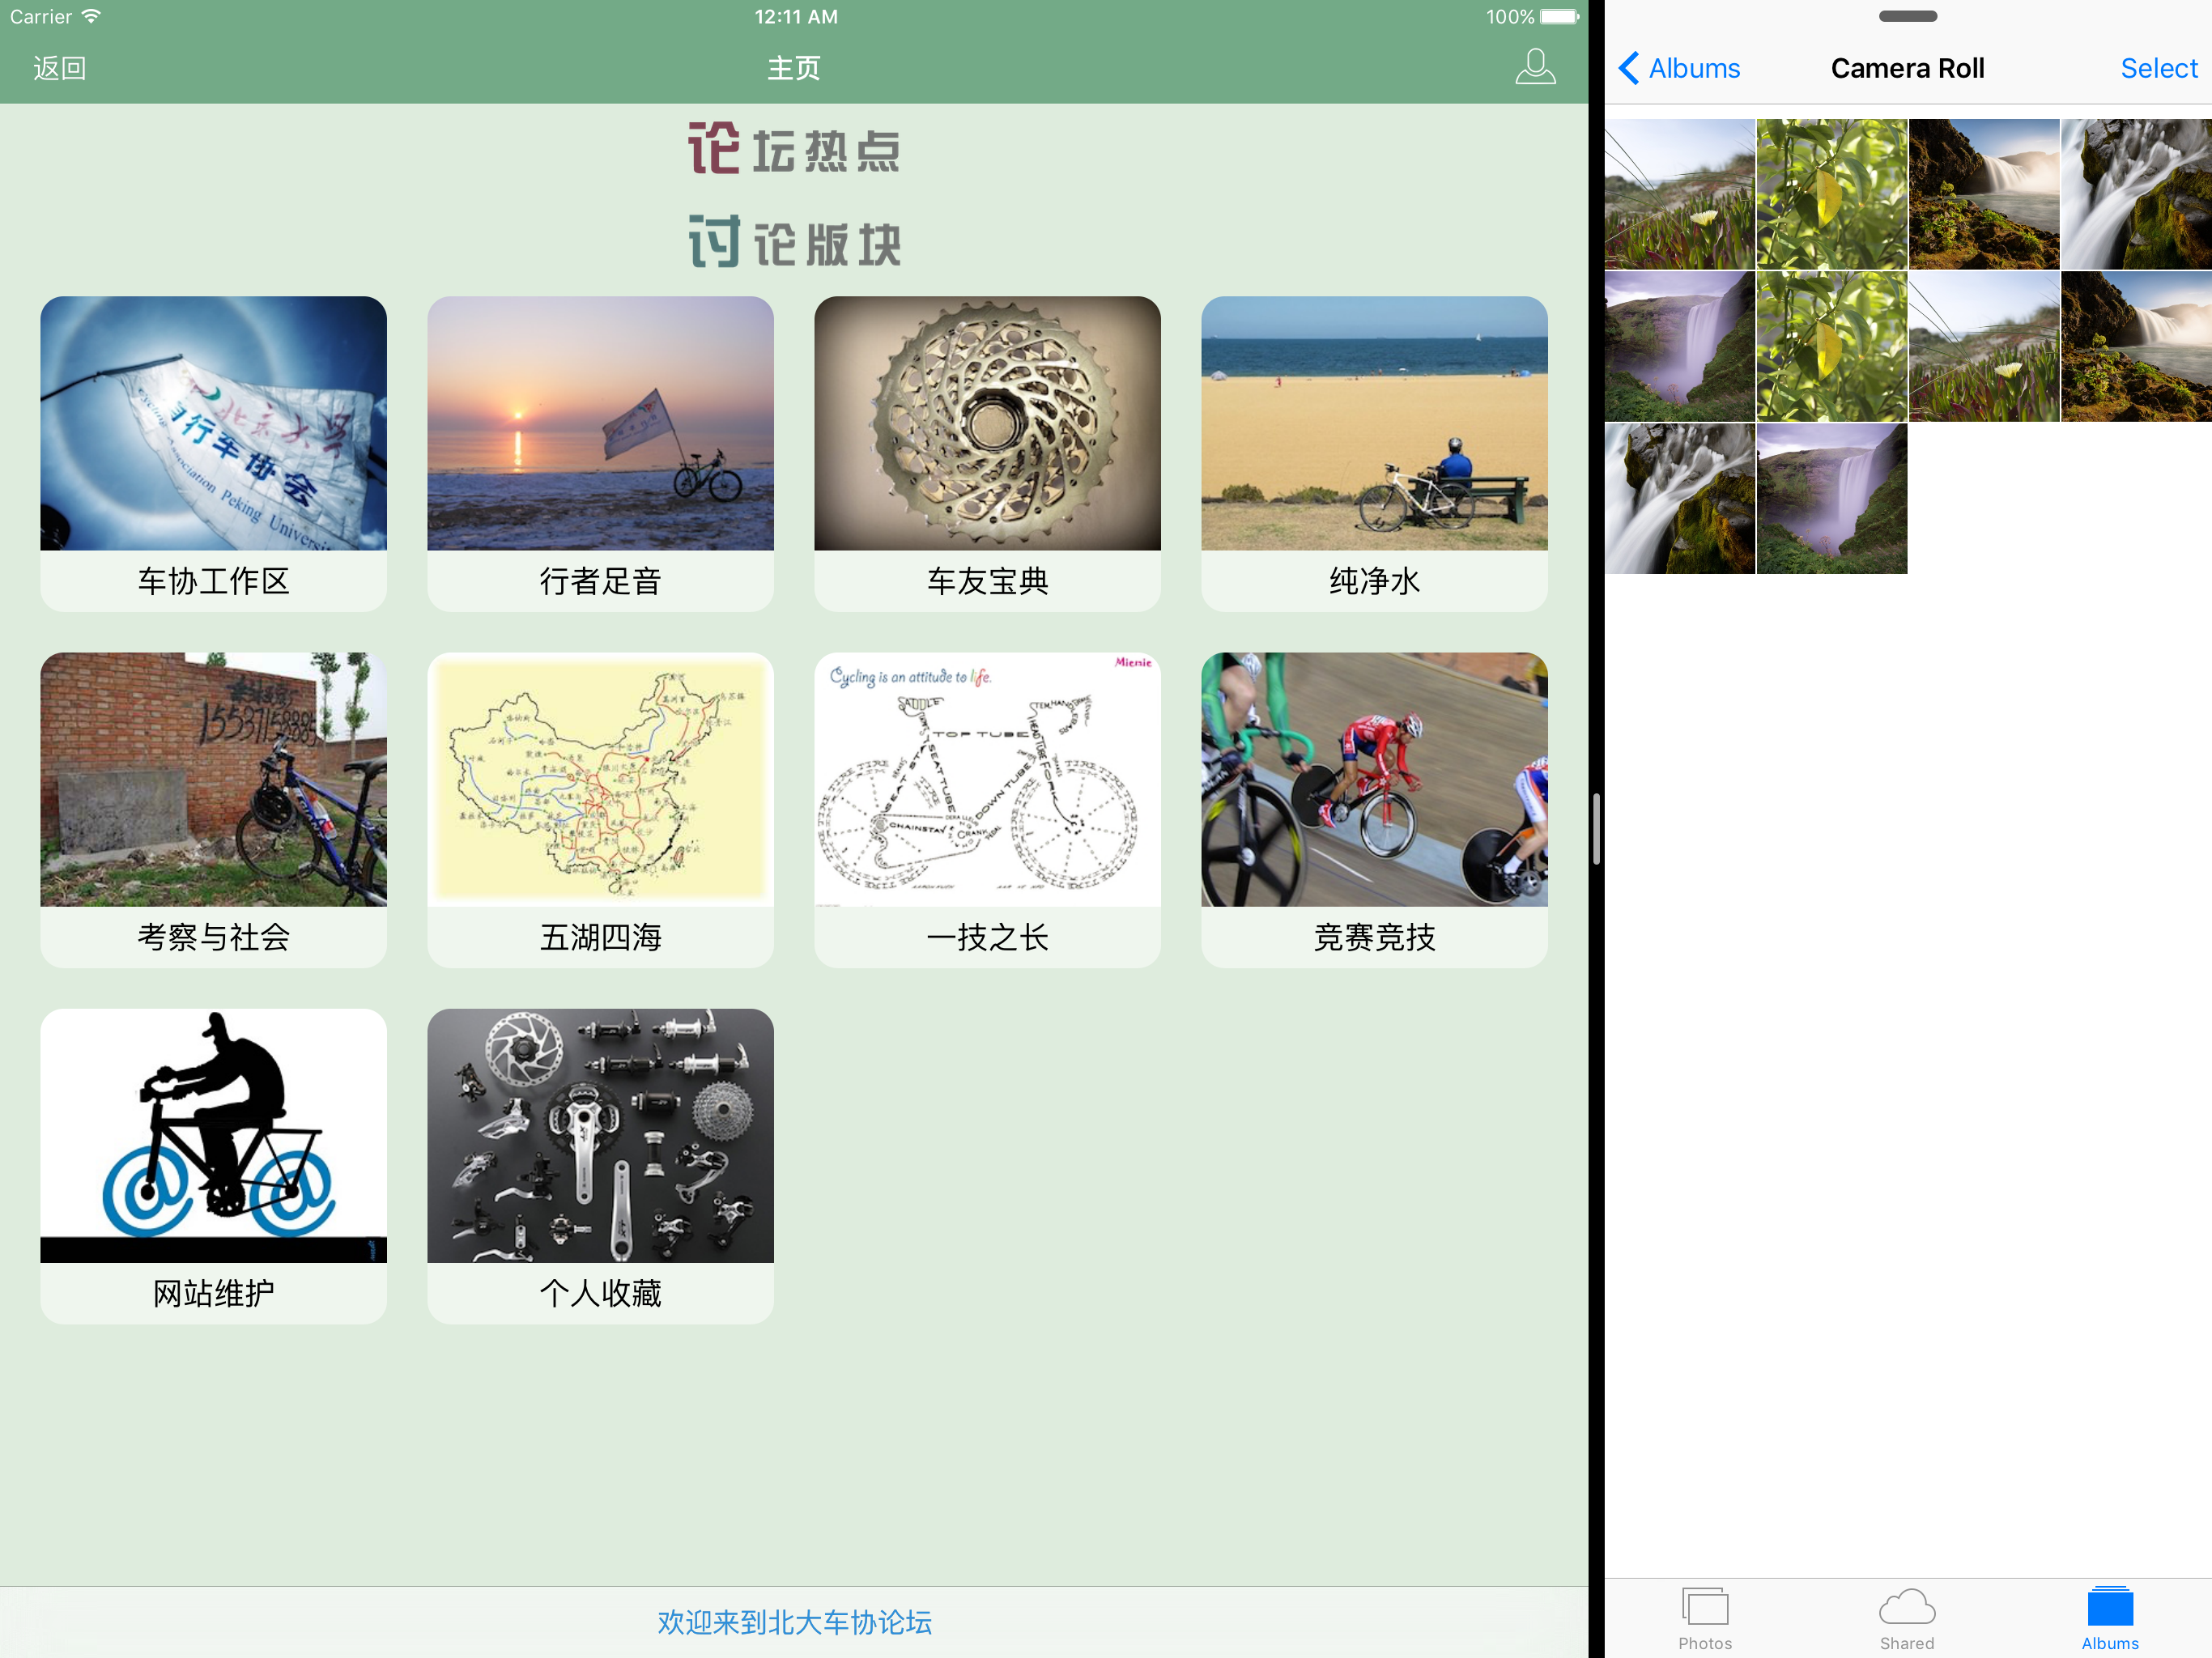 Carrier
12:11 AM
100%
返回
主页
论坛热点
讨论版块
北京大学
自行车协会
Cycling Association Peking Universi
车协工作区
行者足音
车友宝典
纯净水
15537158885
考察与社会
五湖四海
Miemie
Cycling is an attitude to life.
SADDLE
STEM
TOP TUBE
HEAD TUBE
SEAT TUBE
DOWN TUBE
FORK
CHAINSTAY
CRANK
TIRE
一技之长
竞赛竞技
网站维护
个人收藏
欢迎来到北大车协论坛
Albums
Camera Roll
Select
Photos
Shared
Albums